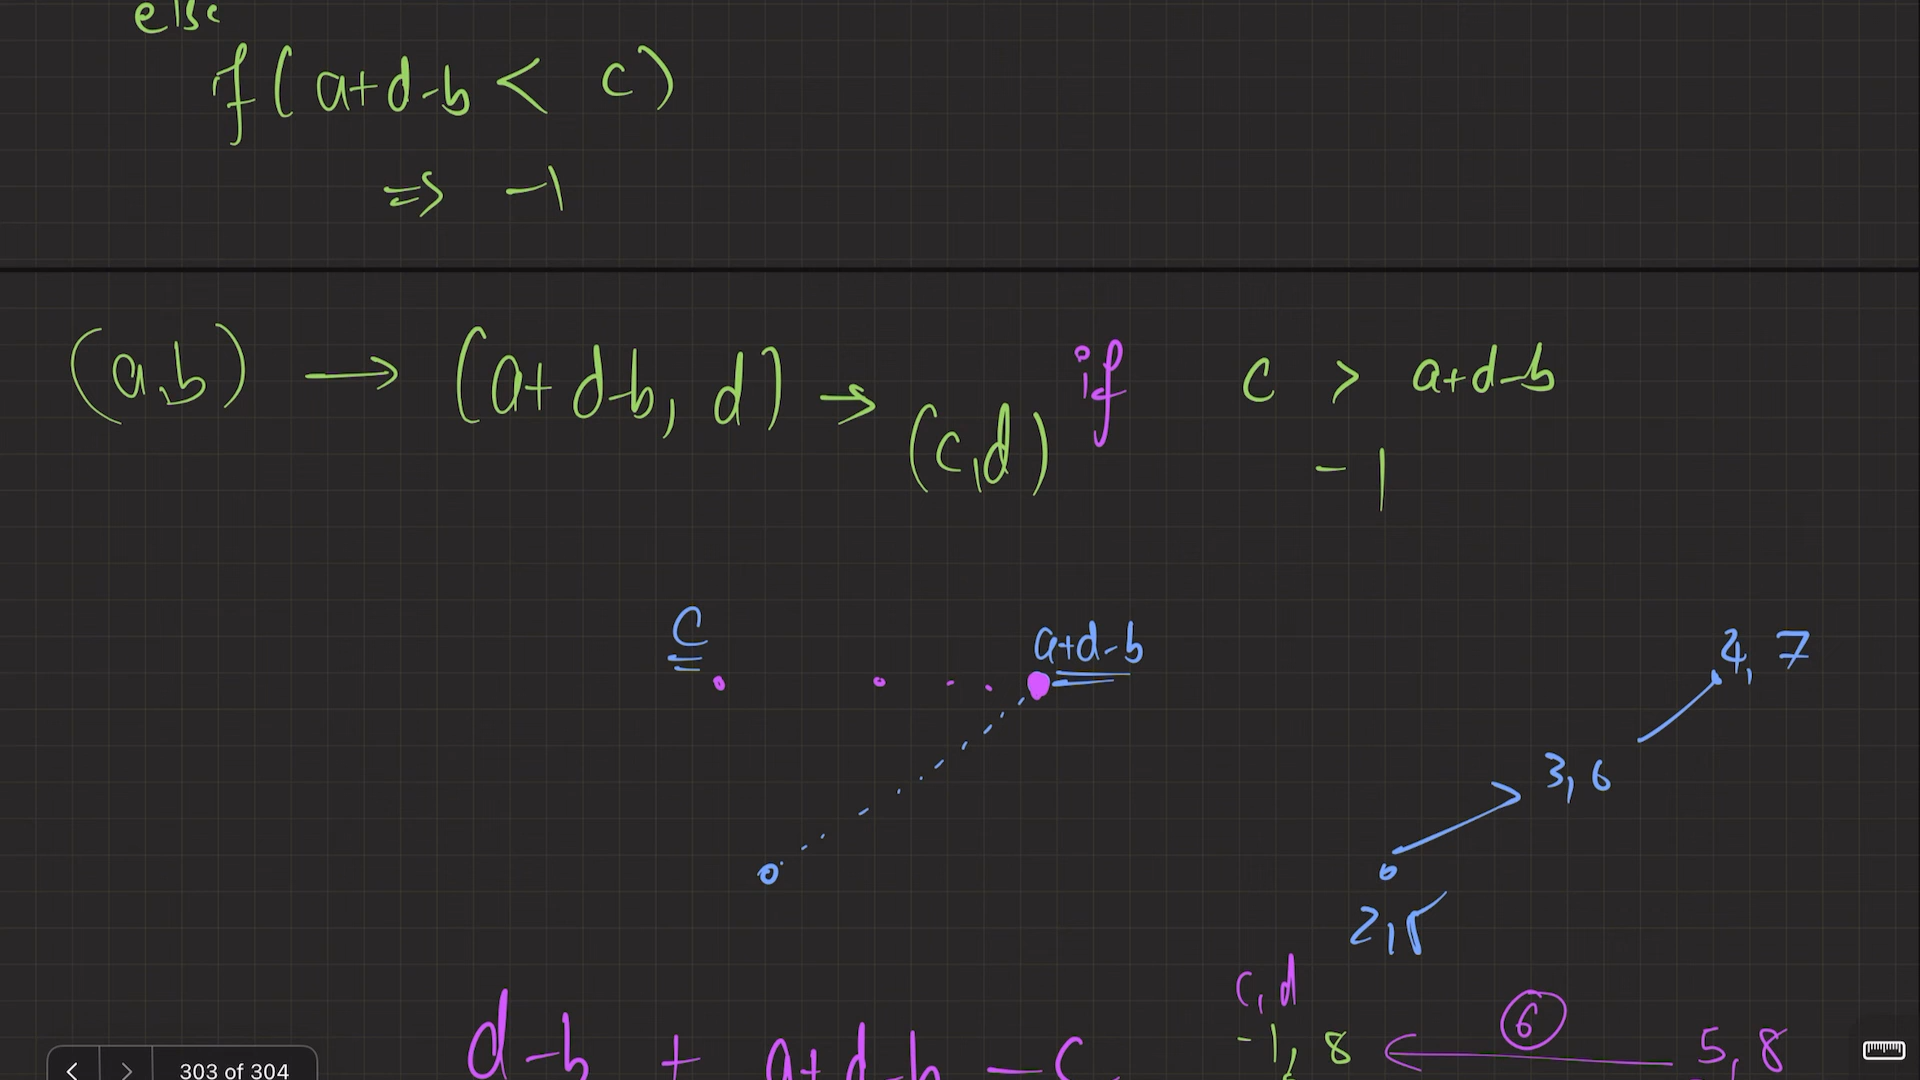 else
if ( a+d-b < c )
=> -1
(a,b) → (a+d-b, d) → (c,d) if c > a+d-b
-1
c
a+d-b
4, 7
3, 6
2,5
c, d
d-b + a+d-b - c
-1, 8 ← 6 5, 8
303 of 304